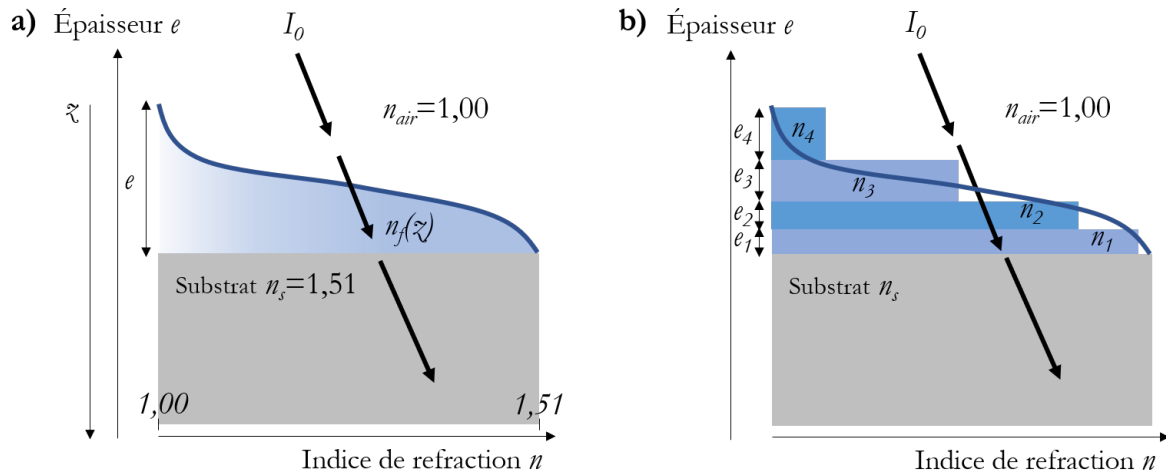 a) Épaisseur e
I₀
z
n_air=1,00
e
n_f(z)
Substrat n_s=1,51
1,00
1,51
Indice de refraction n
b) Épaisseur e
I₀
n_air=1,00
e₄
n₄
e₃
n₃
e₂
n₂
e₁
n₁
Substrat n_s
Indice de refraction n